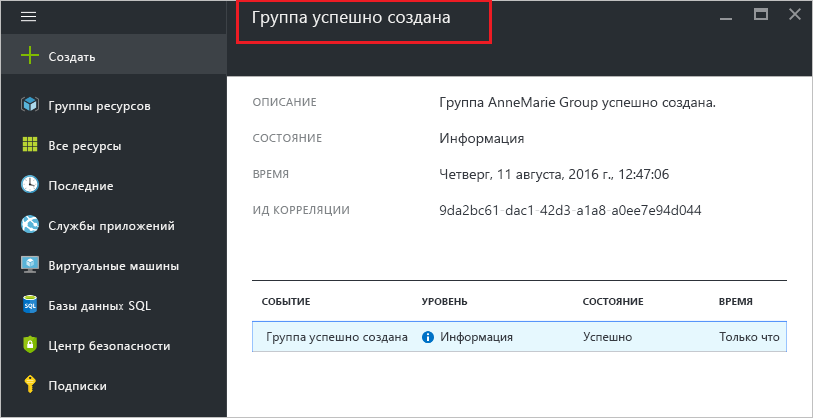 Группа успешно создана
Создать
Группы ресурсов
Все ресурсы
Последние
Службы приложений
Виртуальные машины
Базы данных SQL
Центр безопасности
Подписки
ОПИСАНИЕ Группа AnneMarie Group успешно создана.
СОСТОЯНИЕ Информация
ВРЕМЯ Четверг, 11 августа, 2016 г., 12:47:06
ИД КОРРЕЛЯЦИИ 9da2bc61-dac1-42d3-a1a8-a0ee7e94d044
СОБЫТИЕ УРОВЕНЬ СОСТОЯНИЕ ВРЕМЯ
Группа успешно создана Информация Успешно Только что